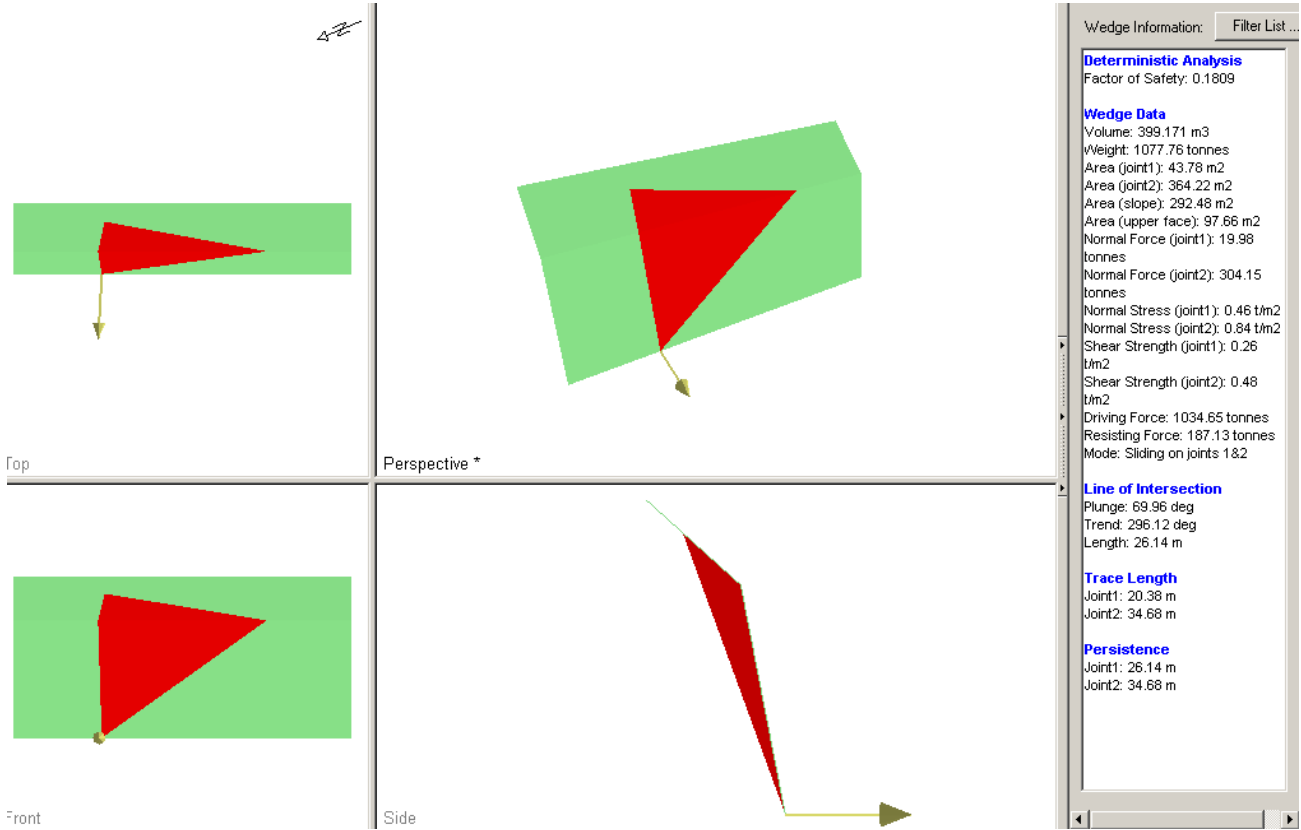 Top
Perspective *
Front
Side
Wedge Information:
Filter List ...
Deterministic Analysis
Factor of Safety: 0.1809
Wedge Data
Volume: 399.171 m3
Weight: 1077.76 tonnes
Area (joint1): 43.78 m2
Area (joint2): 364.22 m2
Area (slope): 292.48 m2
Area (upper face): 97.66 m2
Normal Force (joint1): 19.98
tonnes
Normal Force (joint2): 304.15
tonnes
Normal Stress (joint1): 0.46 t/m2
Normal Stress (joint2): 0.84 t/m2
Shear Strength (joint1): 0.26
t/m2
Shear Strength (joint2): 0.48
t/m2
Driving Force: 1034.65 tonnes
Resisting Force: 187.13 tonnes
Mode: Sliding on joints 1&2
Line of Intersection
Plunge: 69.96 deg
Trend: 296.12 deg
Length: 26.14 m
Trace Length
Joint1: 20.38 m
Joint2: 34.68 m
Persistence
Joint1: 26.14 m
Joint2: 34.68 m